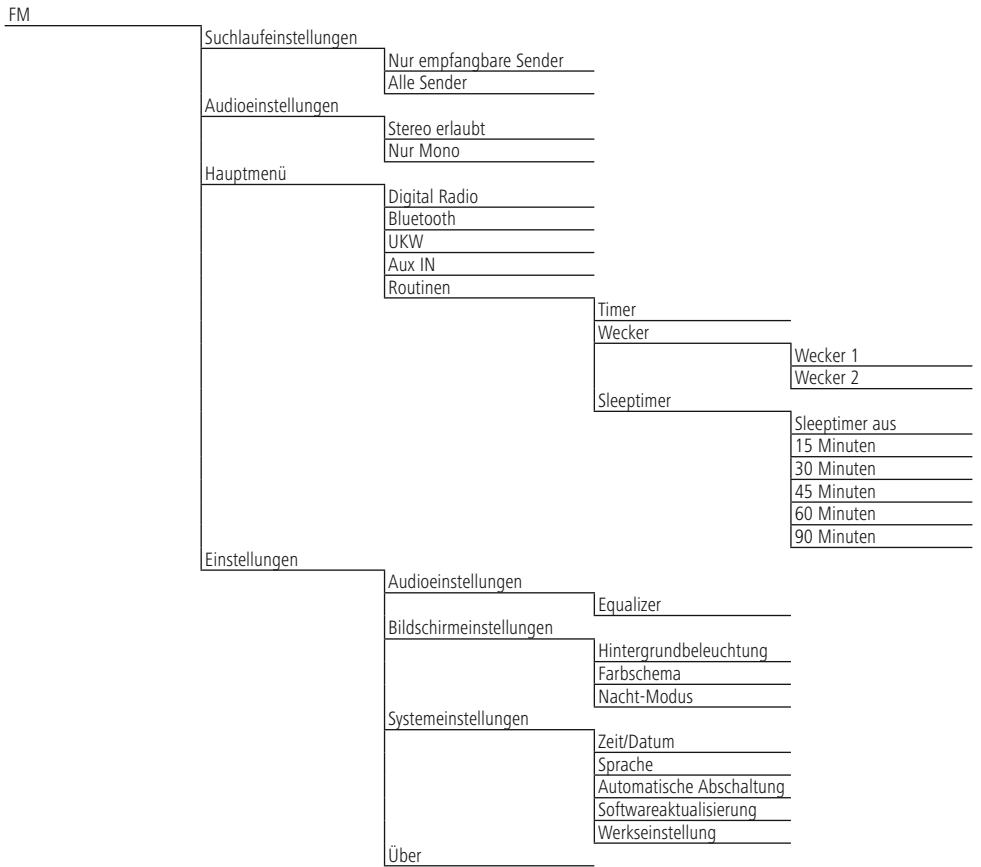 FM
Suchlaufeinstellungen
Nur empfangbare Sender
Alle Sender
Audioeinstellungen
Stereo erlaubt
Nur Mono
Hauptmenü
Digital Radio
Bluetooth
UKW
Aux IN
Routinen
Timer
Wecker
Wecker 1
Wecker 2
Sleeptimer
Sleeptimer aus
15 Minuten
30 Minuten
45 Minuten
60 Minuten
90 Minuten
Einstellungen
Audioeinstellungen
Equalizer
Bildschirmeinstellungen
Hintergrundbeleuchtung
Farbschema
Nacht-Modus
Systemeinstellungen
Zeit/Datum
Sprache
Automatische Abschaltung
Softwareaktualisierung
Werkseinstellung
Über